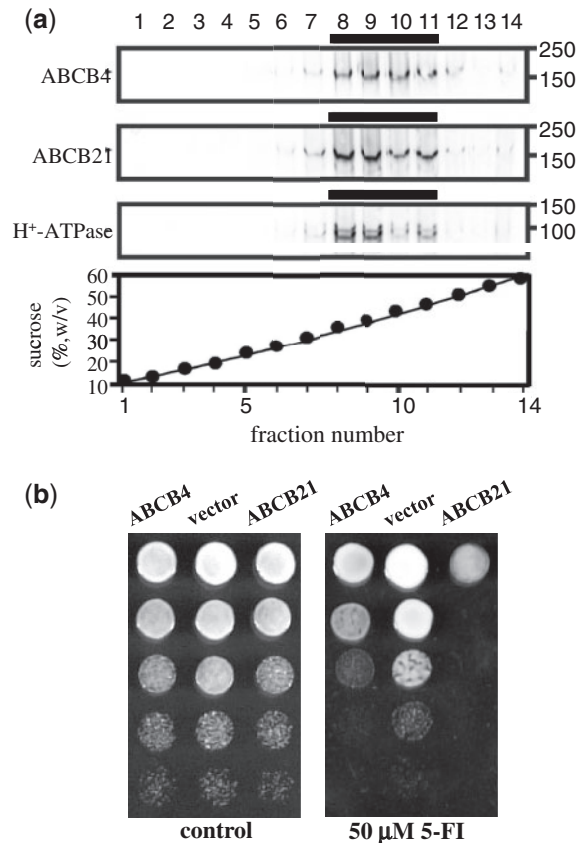 (a)
1 2 3 4 5 6 7 8 9 10 11 12 13 14
ABCB4
250
150
ABCB21
250
150
H⁺-ATPase
150
100
sucrose
(%,w/v)
60
50
40
30
20
10
1 5 10 14
fraction number
(b)
ABCB4 vector ABCB21
ABCB4 vector ABCB21
control
50 μM 5-FI